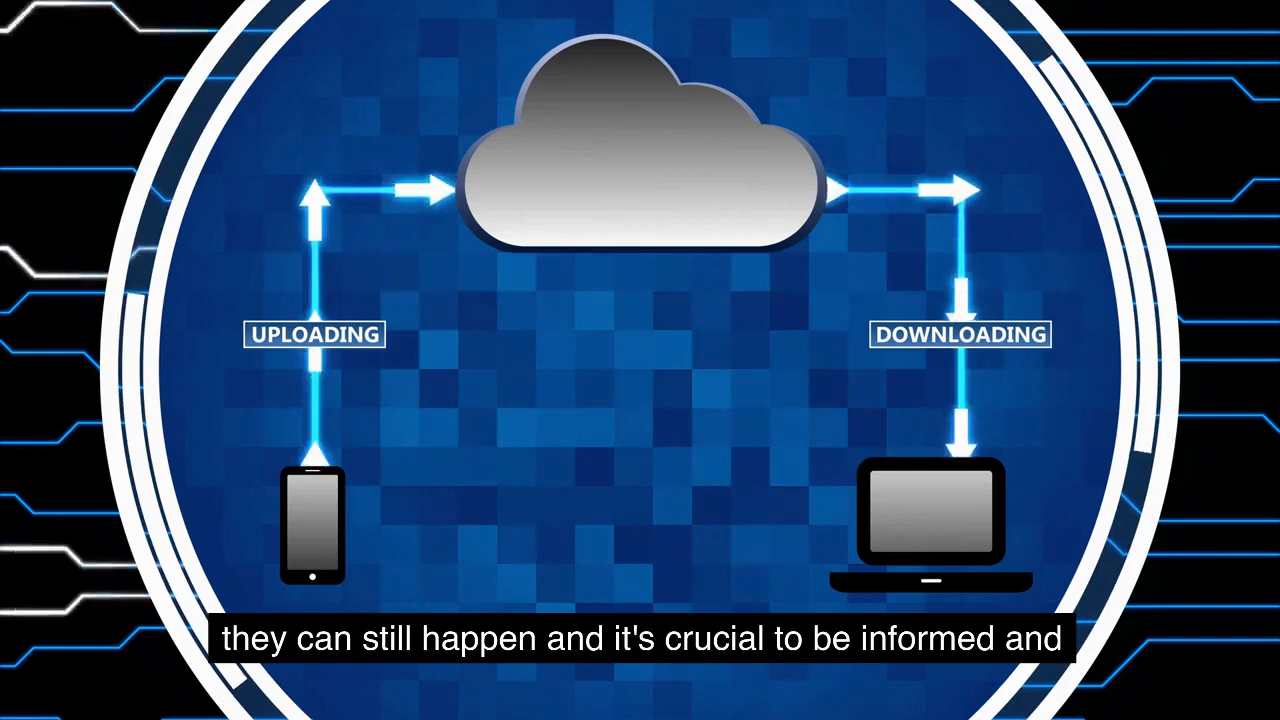 UPLOADING
DOWNLOADING
they can still happen and it's crucial to be informed and